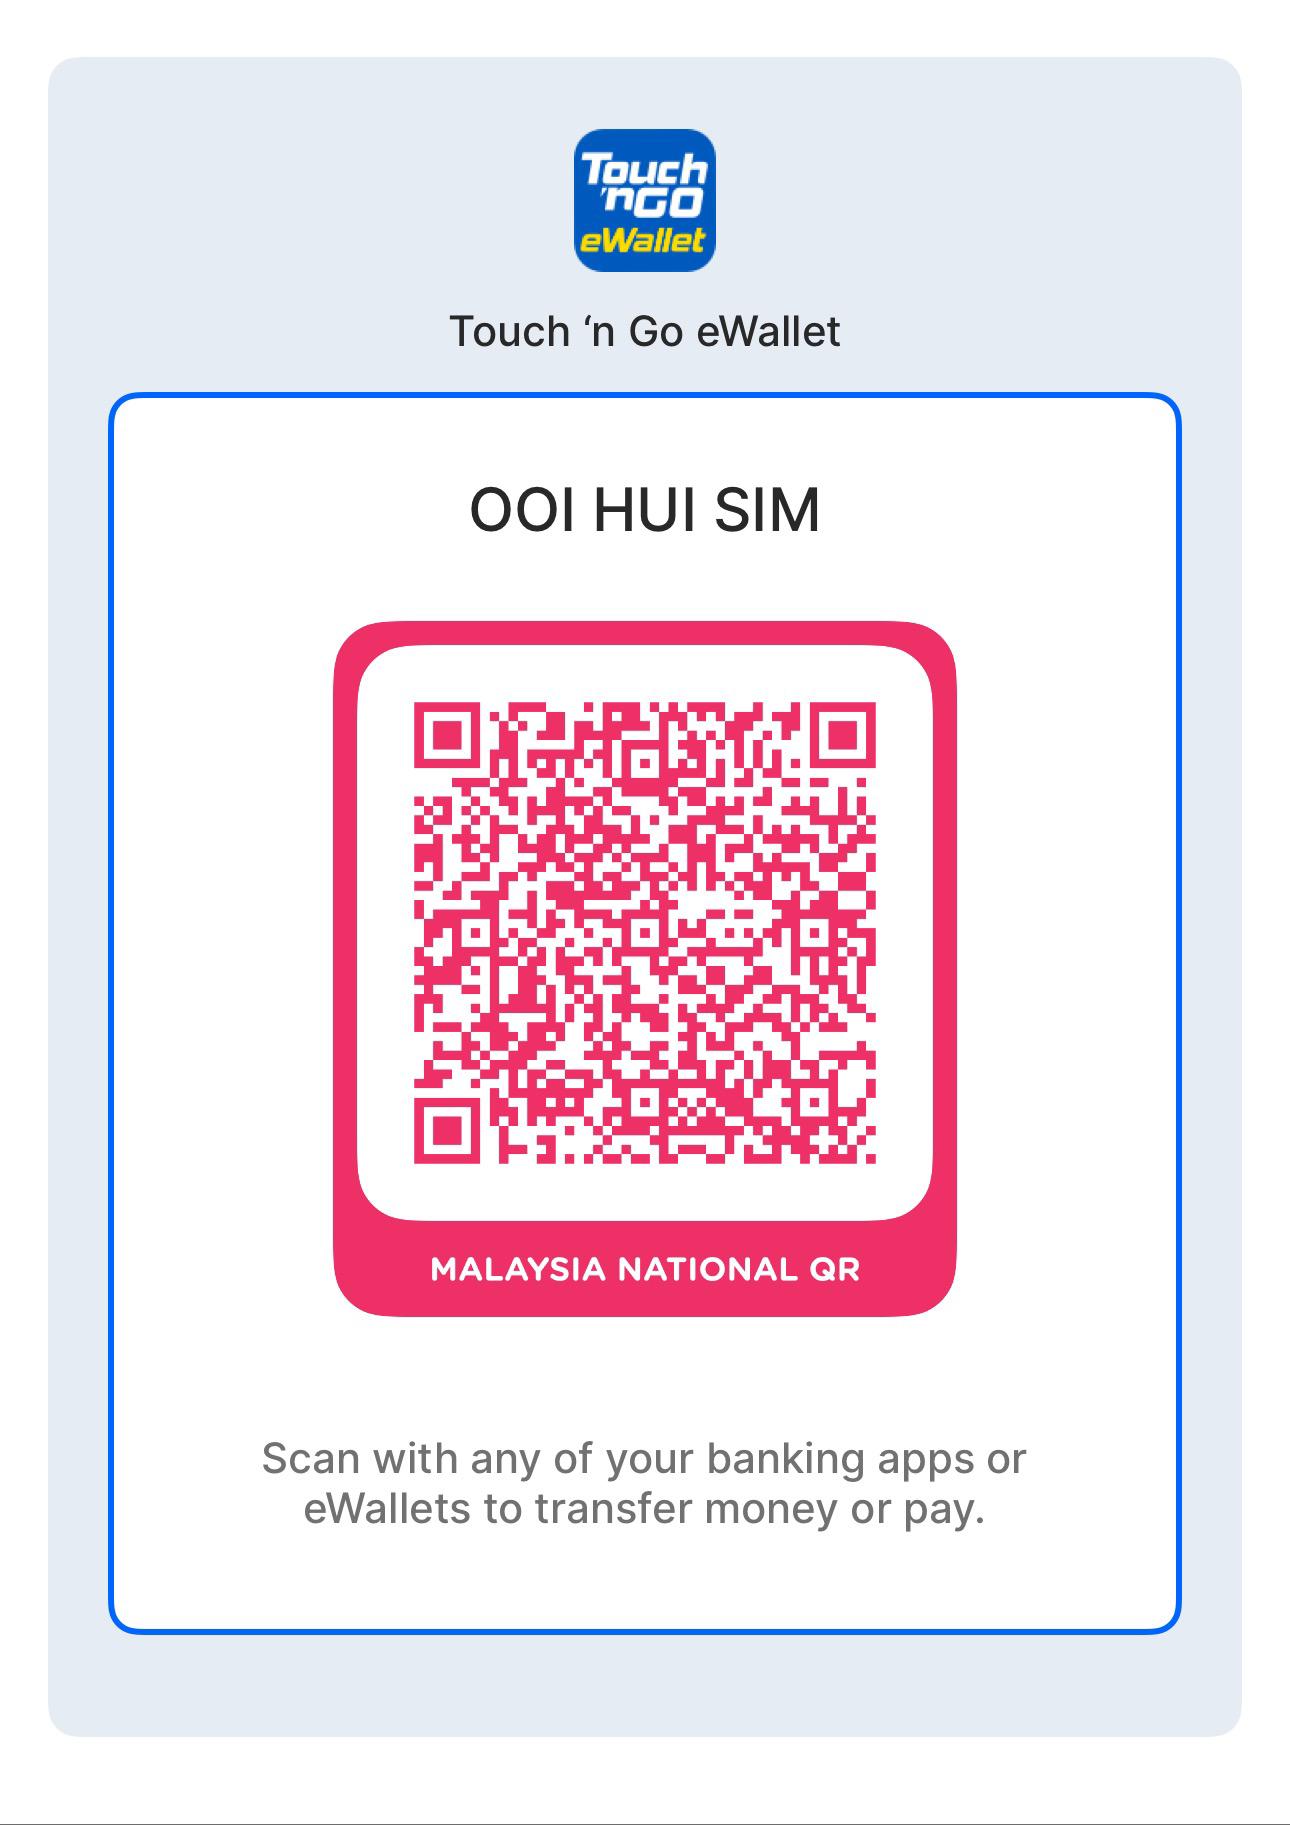 Touch
'nGO
eWallet
Touch ‘n Go eWallet
OOI HUI SIM
MALAYSIA NATIONAL QR
Scan with any of your banking apps or
eWallets to transfer money or pay.